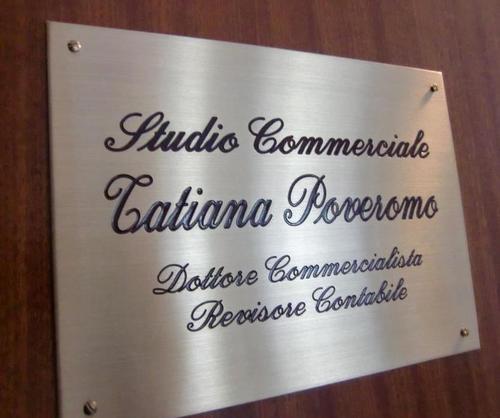 Studio Commerciale
Tatiana Poveromo
Dottore Commercialista
Revisore Contabile